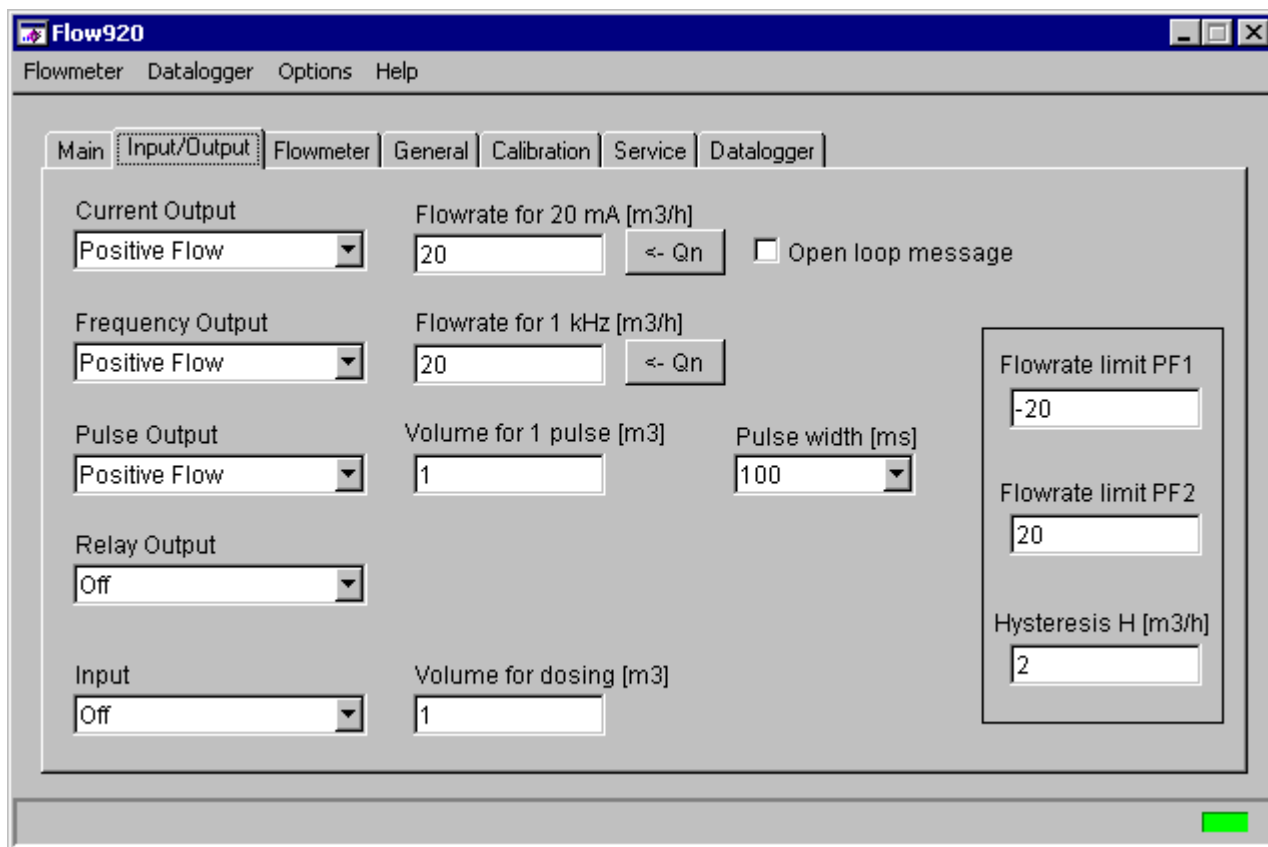 Flow920
Flowmeter Datalogger Options Help
Main Input/Output Flowmeter General Calibration Service Datalogger
Current Output
Positive Flow
Flowrate for 20 mA [m3/h]
20
<- Qn
Open loop message
Frequency Output
Positive Flow
Flowrate for 1 kHz [m3/h]
20
<- Qn
Pulse Output
Positive Flow
Volume for 1 pulse [m3]
1
Pulse width [ms]
100
Relay Output
Off
Input
Off
Volume for dosing [m3]
1
Flowrate limit PF1
-20
Flowrate limit PF2
20
Hysteresis H [m3/h]
2